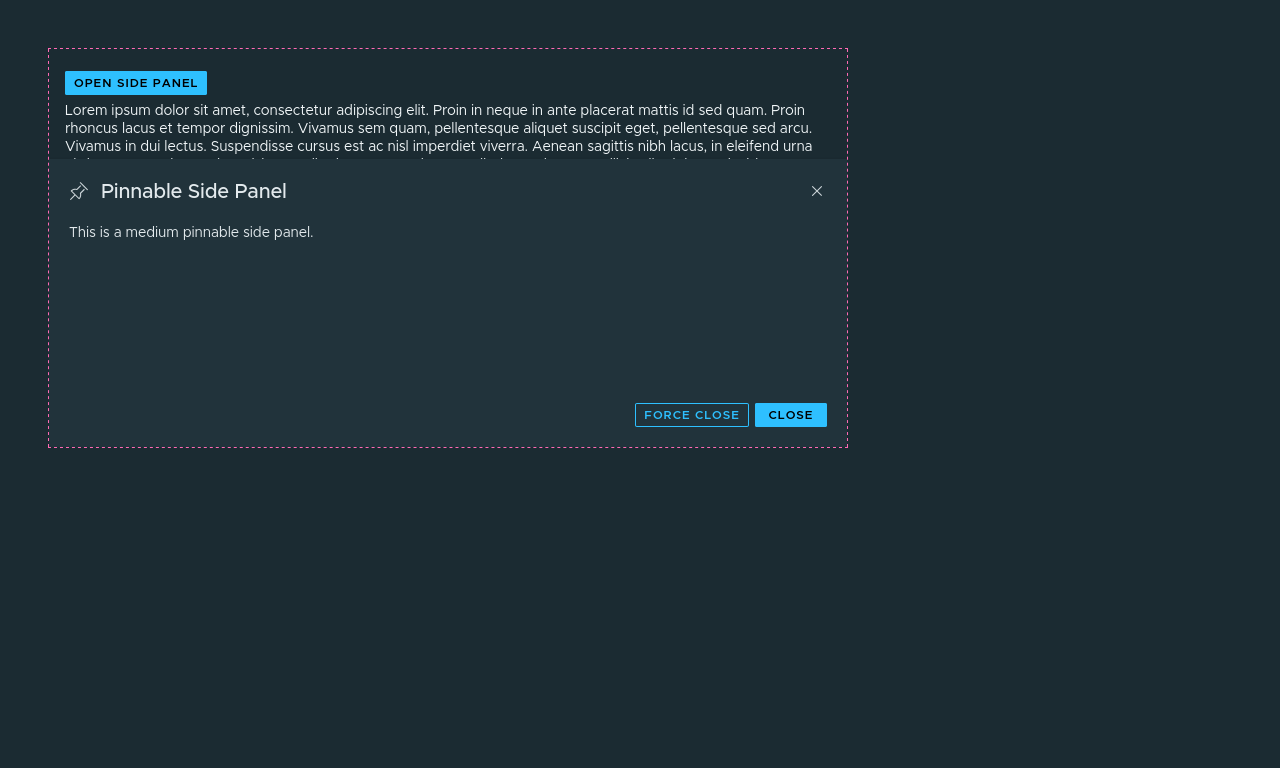 OPEN SIDE PANEL
Lorem ipsum dolor sit amet, consectetur adipiscing elit. Proin in neque in ante placerat mattis id sed quam. Proin
rhoncus lacus et tempor dignissim. Vivamus sem quam, pellentesque aliquet suscipit eget, pellentesque sed arcu.
Vivamus in dui lectus. Suspendisse cursus est ac nisl imperdiet viverra. Aenean sagittis nibh lacus, in eleifend urna
Pinnable Side Panel
This is a medium pinnable side panel.
FORCE CLOSE
CLOSE